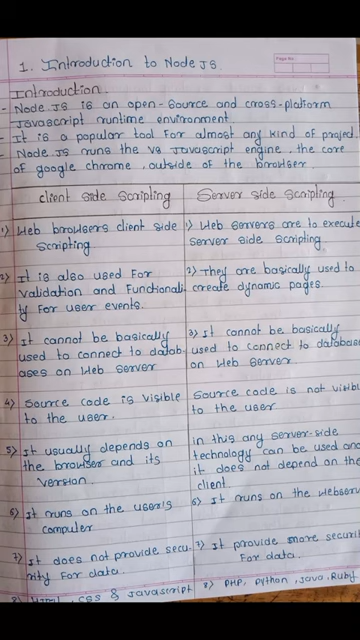 Page No.
1. Introduction to Node JS
Introduction
- Node.JS is an open-source and cross-platform
Javascript runtime environment
- It is a popular tool for almost any kind of project
- Node JS runs the V8 Javascript engine, the core
of google chrome, outside of the browser
Client side Scripting
1) Web browsers client side
scripting
2) It is also used for
validation and functionali
ty for user events.
3) It cannot be basically
used to connect to datab
ases on Web server
4) Source code is visible
to the user.
5) It usually depends on
the browser and its
version.
6) It runs on the user's
computer
7) It does not provide secu
rity for data.
8) HTML, CSS & Javascript
Server side Scripting
1) Web servers are to execute
server side scripting
2) They are basically used to
create dynamic pages.
3) It cannot be basically
used to connect to database
on Web server.
Source code is not visible
to the user
in this any server-side
technology can be used and
it does not depend on the
client.
6) It runs on the webserv
7) It provide more securi
for data.
8) PHP, Python, Java, Ruby